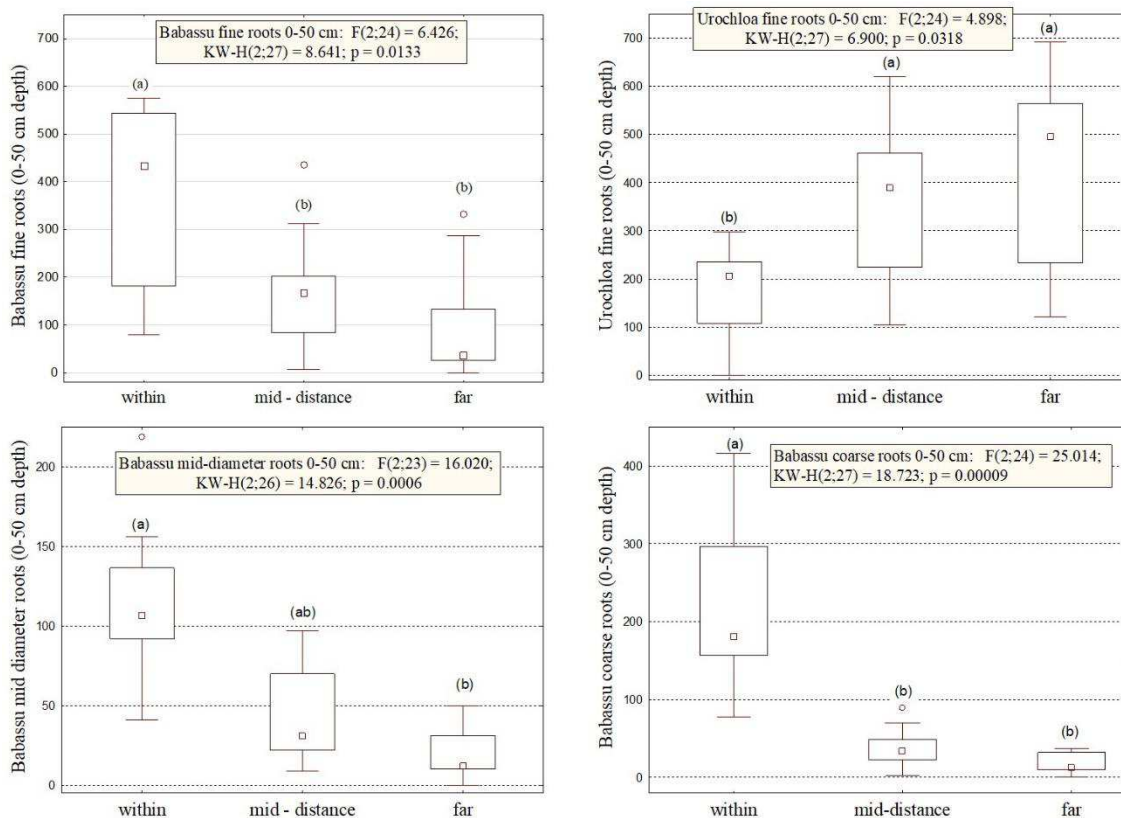 Babassu fine roots 0-50 cm: F(2;24) = 6.426;
KW-H(2;27) = 8.641; p = 0.0133
Babassu fine roots (0-50 cm depth)
700
600
500
400
300
200
100
0
(a)
(b)
(b)
within
mid - distance
far
Urochloa fine roots 0-50 cm: F(2;24) = 4.898;
KW-H(2;27) = 6.900; p = 0.0318
Urochloa fine roots (0-50 cm depth)
700
600
500
400
300
200
100
0
(b)
(a)
(a)
within
mid - distance
far
Babassu mid-diameter roots 0-50 cm: F(2;23) = 16.020;
KW-H(2;26) = 14.826; p = 0.0006
Babassu mid diameter roots (0-50 cm depth)
200
150
100
50
0
(a)
(ab)
(b)
within
mid - distance
far
Babassu coarse roots 0-50 cm: F(2;24) = 25.014;
KW-H(2;27) = 18.723; p = 0.00009
Babassu coarse roots (0-50 cm depth)
400
300
200
100
0
(a)
(b)
(b)
within
mid-distance
far